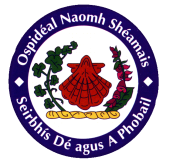 Ospidéal Naomh Shéamais
Seirbhís Dé agus A Phobail